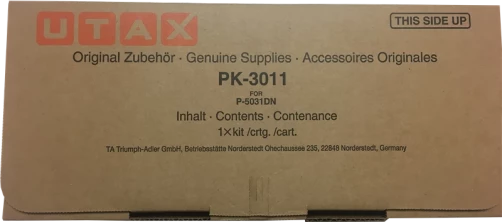 UTAX
THIS SIDE UP
Original Zubehör · Genuine Supplies · Accessoires Originales
PK-3011
FOR
P-5031DN
Inhalt · Contents · Contenance
1×kit /crtg. /cart.
TA Triumph-Adler GmbH, Betriebsstätte Norderstedt Ohechaussee 235, 22848 Norderstedt, Germany